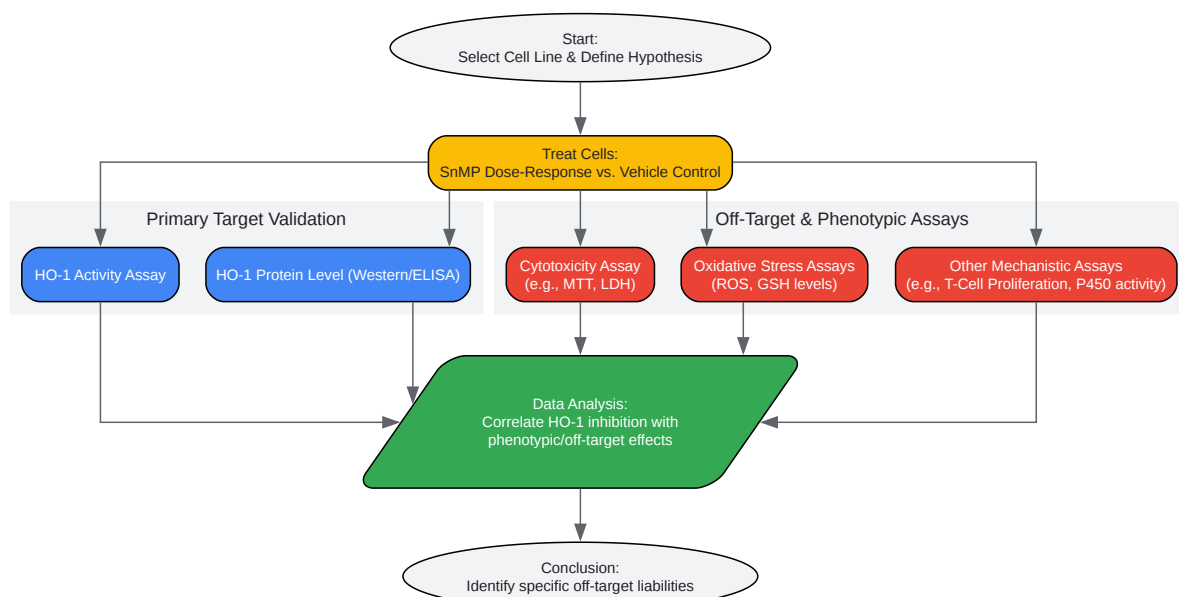 Start:
Select Cell Line & Define Hypothesis
Treat Cells:
SnMP Dose-Response vs. Vehicle Control
Primary Target Validation
Off-Target & Phenotypic Assays
HO-1 Activity Assay
HO-1 Protein Level (Western/ELISA)
Cytotoxicity Assay
(e.g., MTT, LDH)
Oxidative Stress Assays
(ROS, GSH levels)
Other Mechanistic Assays
(e.g., T-Cell Proliferation, P450 activity)
Data Analysis:
Correlate HO-1 inhibition with
phenotypic/off-target effects
Conclusion:
Identify specific off-target liabilities